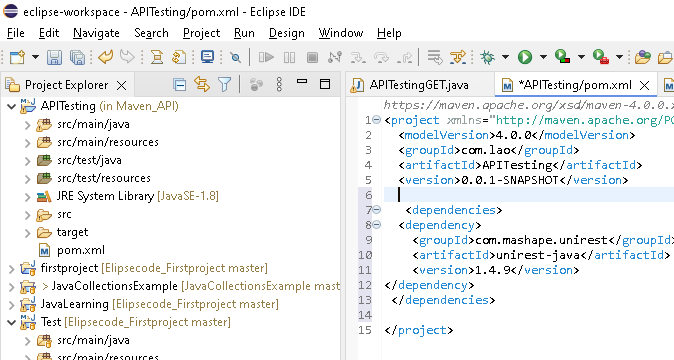 eclipse-workspace - APITesting/pom.xml - Eclipse IDE
File Edit Navigate Search Project Run Design Window Help
Project Explorer
APITestingGET.java
*APITesting/pom.xml
APITesting (in Maven_API)
src/main/java
src/main/resources
src/test/java
src/test/resources
JRE System Library [JavaSE-1.8]
src
target
pom.xml
firstproject [Elipsecode_Firstproject master]
> JavaCollectionsExample [JavaCollectionsExample master]
JavaLearning [Elipsecode_Firstproject master]
Test [Elipsecode_Firstproject master]
src/main/java
src/main/resources
https://maven.apache.org/xsd/maven-4.0.0.x
1 <project xmlns="http://maven.apache.org/PO
2 <modelVersion>4.0.0</modelVersion>
3 <groupId>com.lao</groupId>
4 <artifactId>APITesting</artifactId>
5 <version>0.0.1-SNAPSHOT</version>
6
7 <dependencies>
8 <dependency>
9 <groupId>com.mashape.unirest</groupId>
10 <artifactId>unirest-java</artifactId>
11 <version>1.4.9</version>
12 </dependency>
13 </dependencies>
14
15 </project>